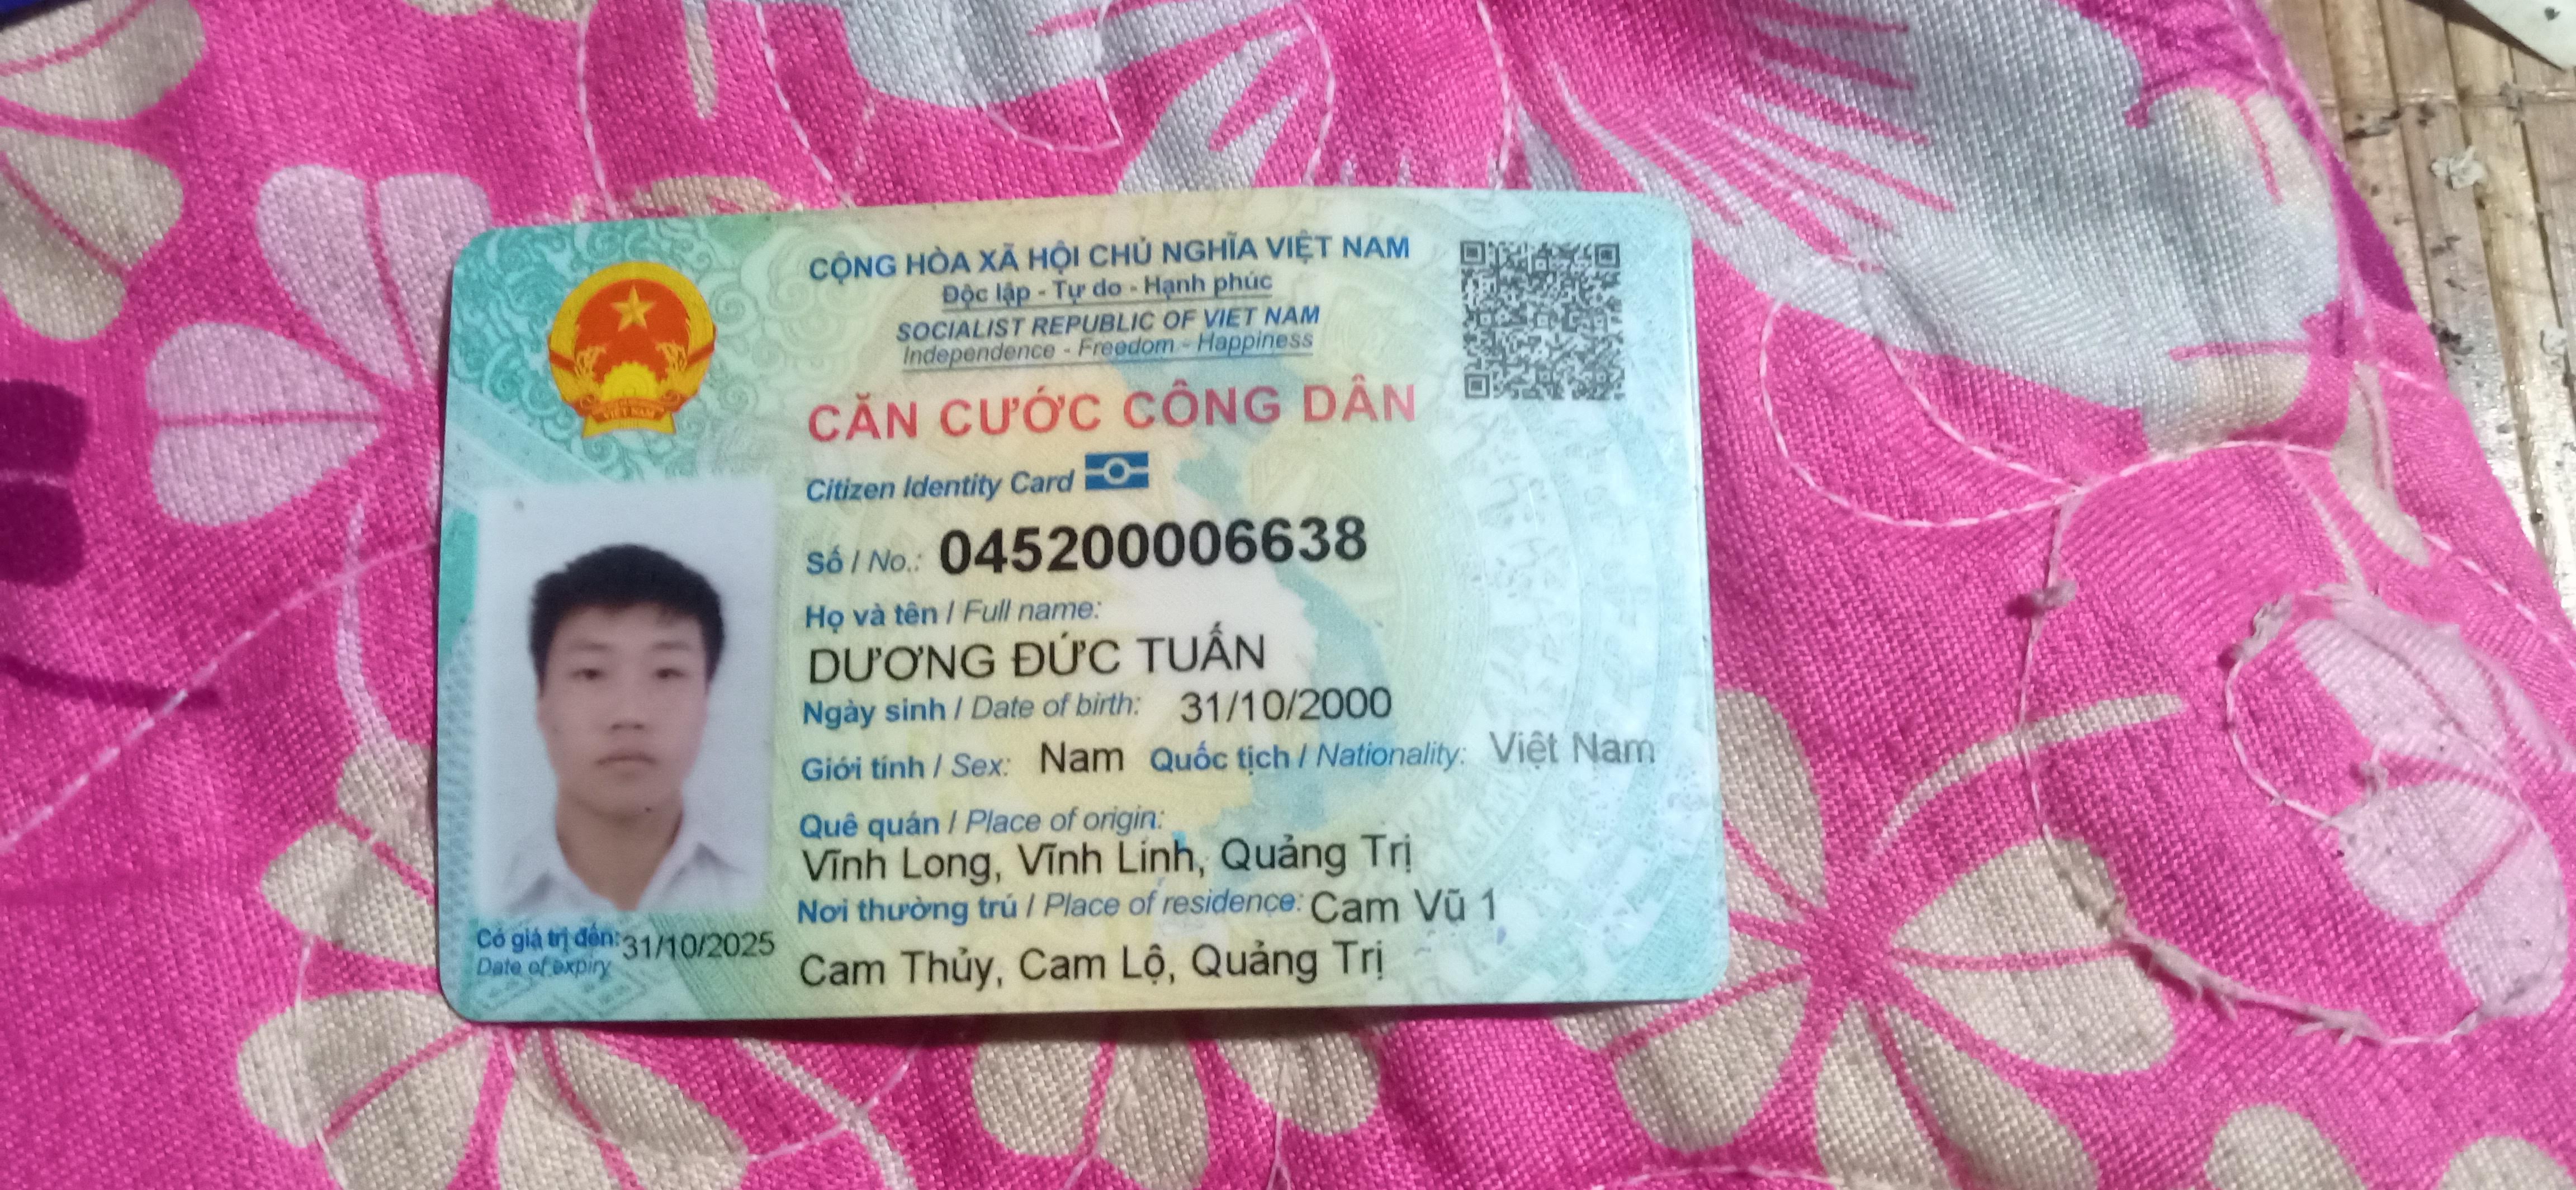 CỘNG HÒA XÃ HỘI CHỦ NGHĨA VIỆT NAM
Độc lập - Tự do - Hạnh phúc
SOCIALIST REPUBLIC OF VIET NAM
Independence - Freedom - Happiness
CĂN CƯỚC CÔNG DÂN
Citizen Identity Card
Số / No.: 045200006638
Họ và tên / Full name:
DƯƠNG ĐỨC TUẤN
Ngày sinh / Date of birth: 31/10/2000
Giới tính / Sex: Nam Quốc tịch / Nationality: Việt Nam
Quê quán / Place of origin:
Vĩnh Long, Vĩnh Linh, Quảng Trị
Nơi thường trú / Place of residence: Cam Vũ 1
Cam Thủy, Cam Lộ, Quảng Trị
Có giá trị đến: 31/10/2025
Date of expiry
VIỆT NAM